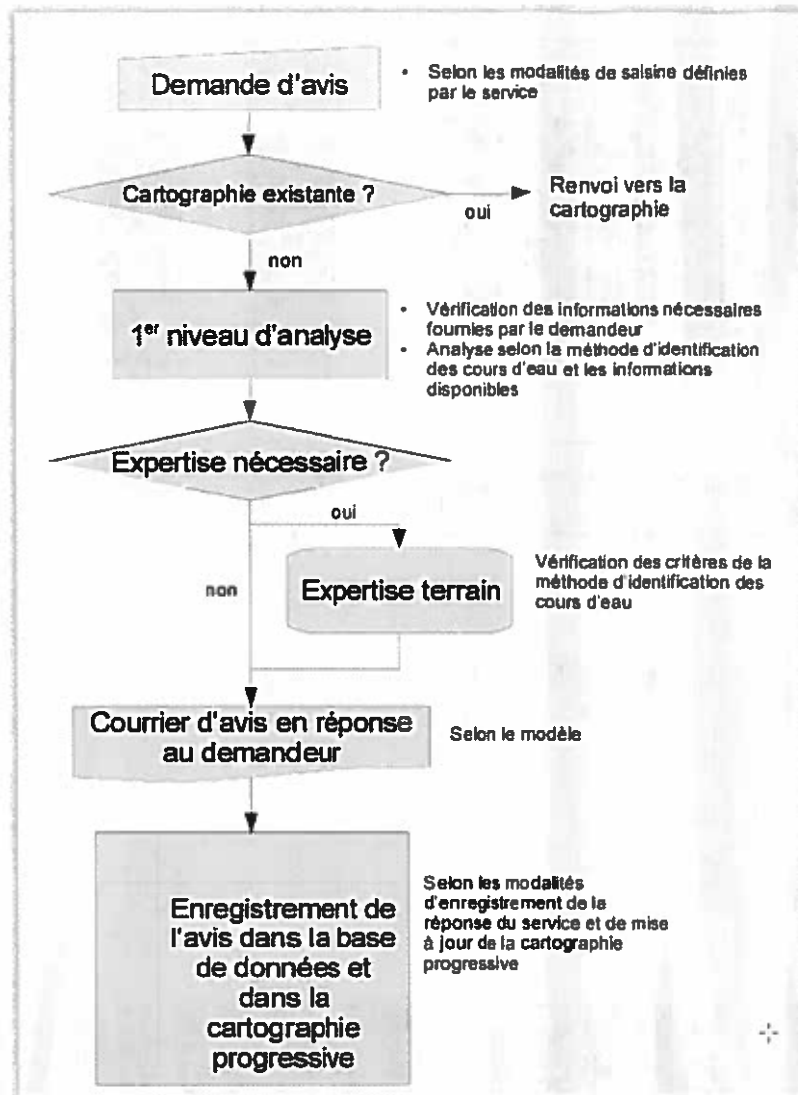 Demande d'avis
• Selon les modalités de saisine définies
par le service
Cartographie existante ?
oui
Renvoi vers la
cartographie
non
1er niveau d'analyse
• Vérification des informations nécessaires
fournies par le demandeur
• Analyse selon la méthode d'identification
des cours d'eau et les informations
disponibles
Expertise nécessaire ?
oui
non
Expertise terrain
Vérification des critères de la
méthode d'identification des
cours d'eau
Courrier d'avis en réponse
au demandeur
Selon le modèle
Enregistrement de
l'avis dans la base
de données et
dans la
cartographie
progressive
Selon les modalités
d'enregistrement de la
réponse du service et de mise
à jour de la cartographie
progressive